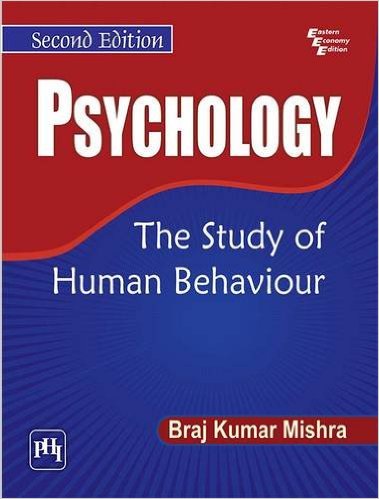 Second Edition
Eastern
Economy
Edition
PSYCHOLOGY
The Study of
Human Behaviour
Braj Kumar Mishra
PHI